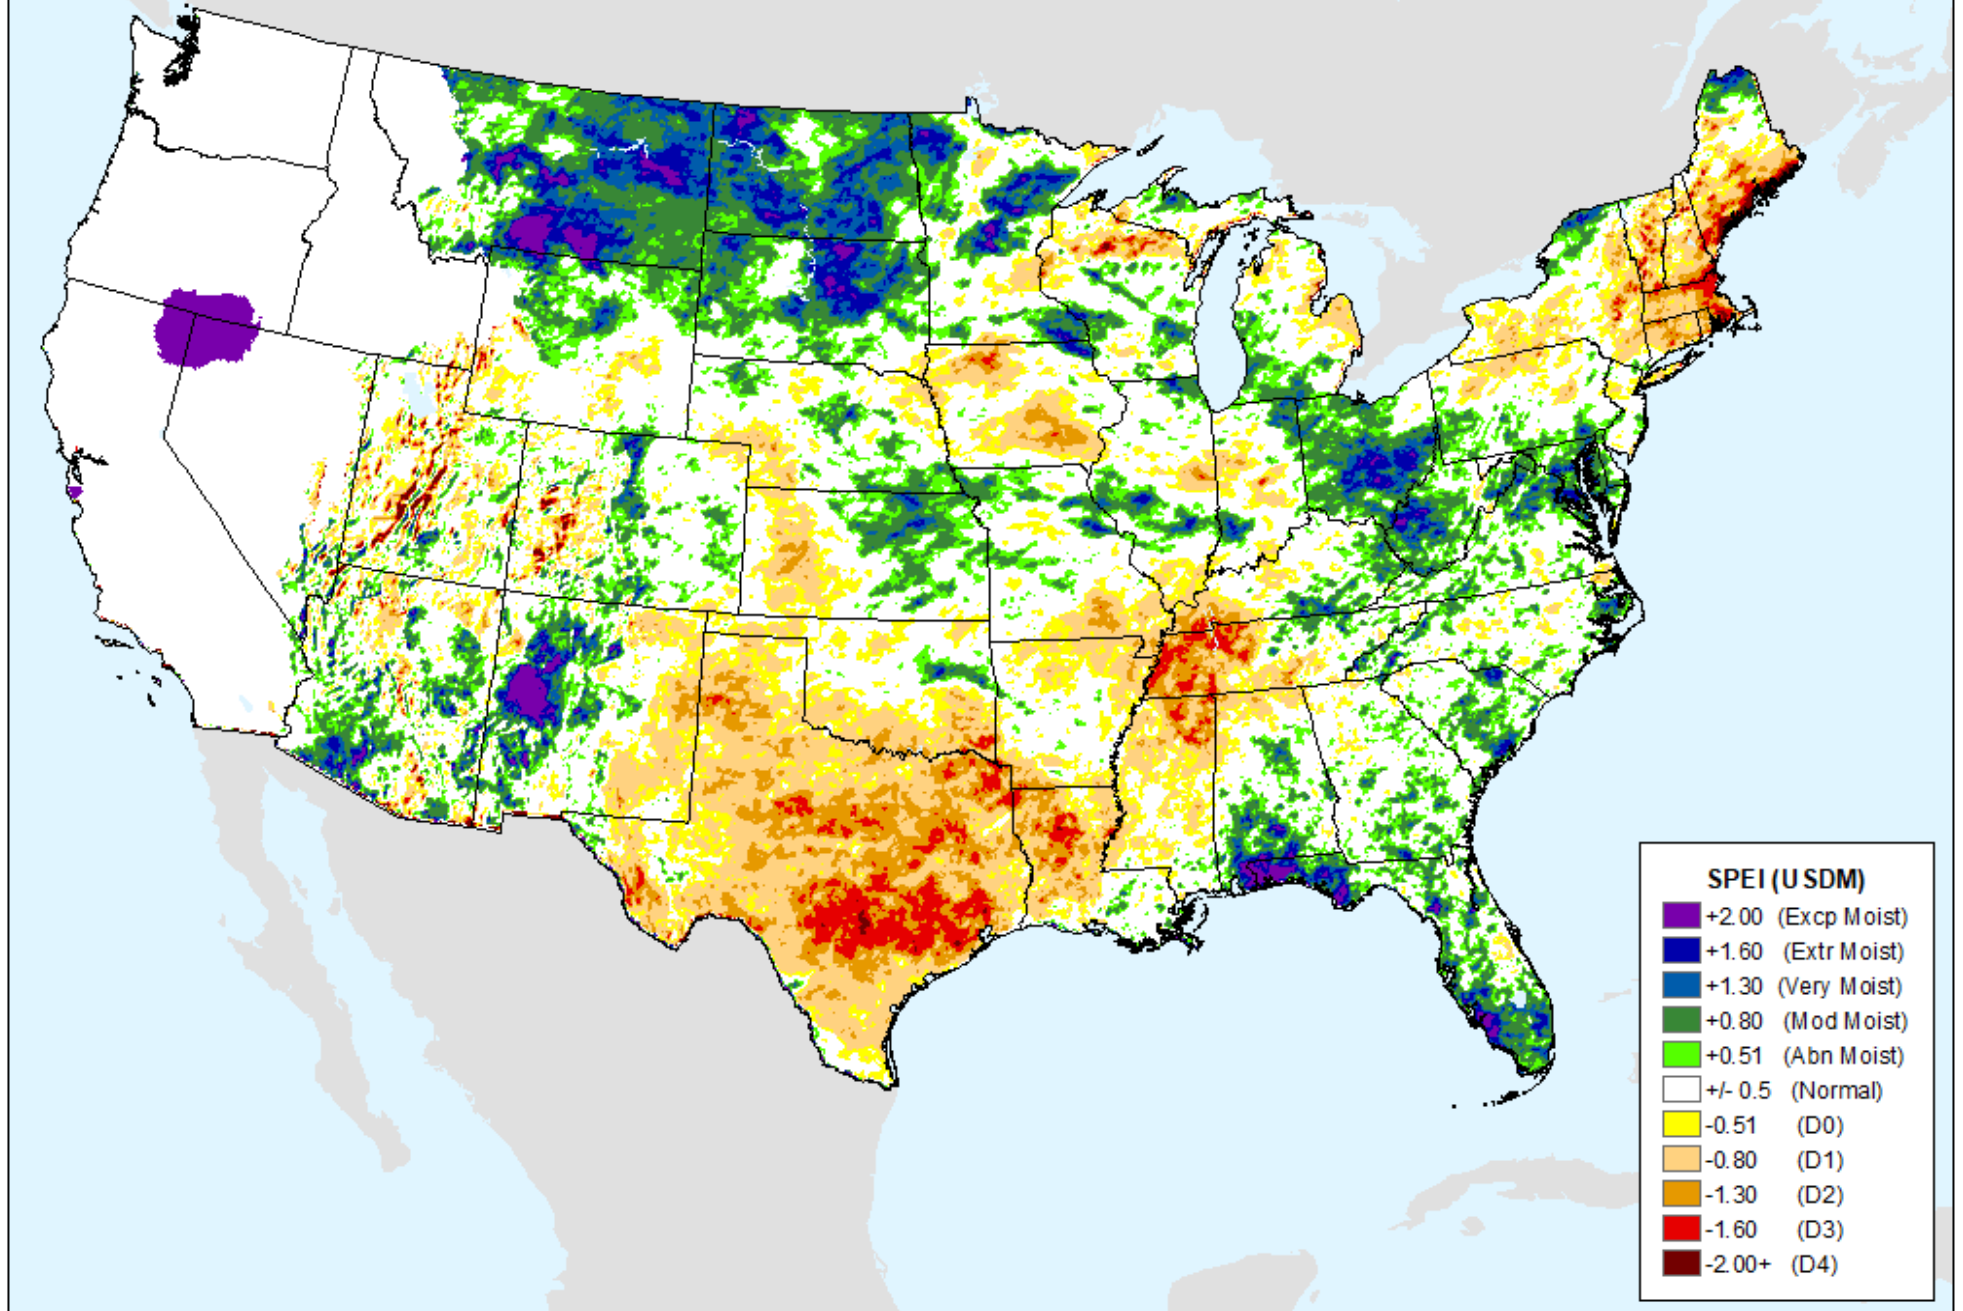 SPEI (USDM)
+2.00 (Excp Moist)
+1.60 (Extr Moist)
+1.30 (Very Moist)
+0.80 (Mod Moist)
+0.51 (Abn Moist)
+/- 0.5 (Normal)
-0.51 (D0)
-0.80 (D1)
-1.30 (D2)
-1.60 (D3)
-2.00+ (D4)